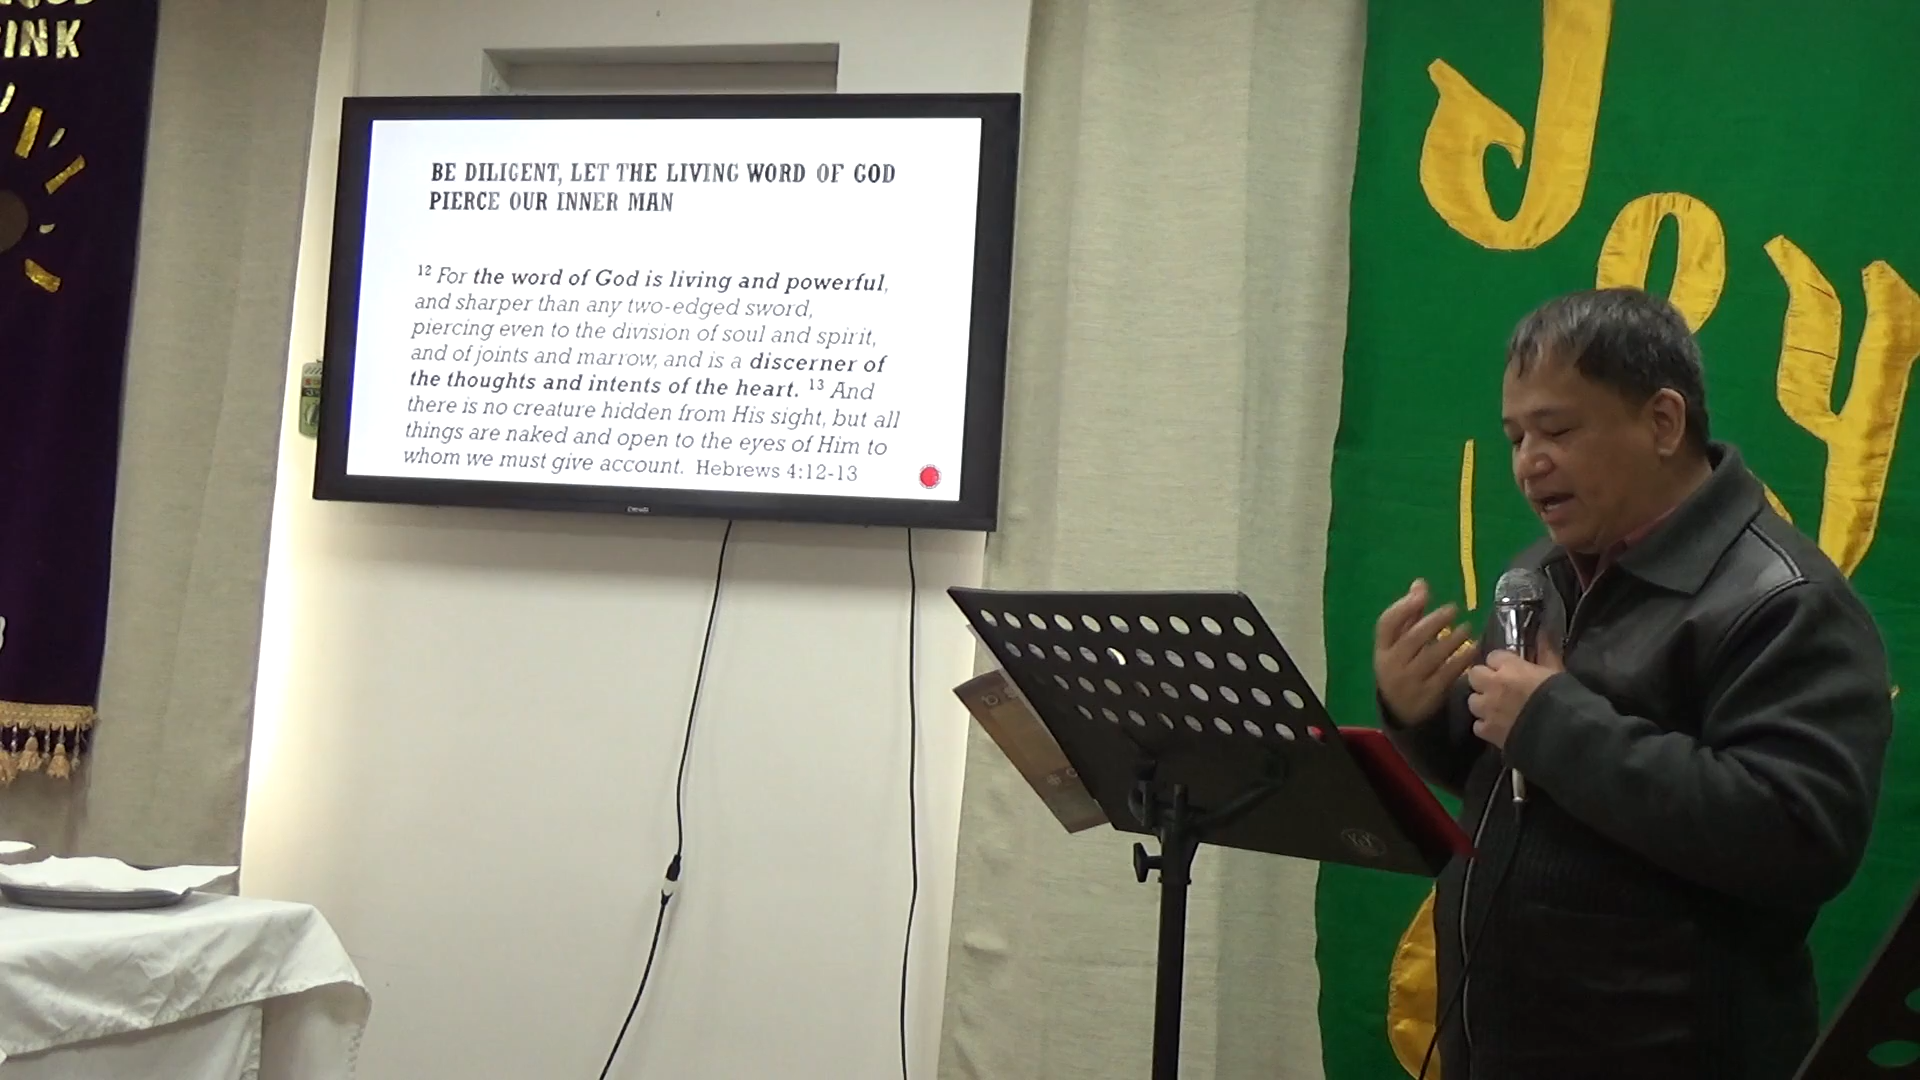 INK
BE DILIGENT, LET THE LIVING WORD OF GOD
PIERCE OUR INNER MAN
12 For the word of God is living and powerful,
and sharper than any two-edged sword,
piercing even to the division of soul and spirit,
and of joints and marrow, and is a discerner of
the thoughts and intents of the heart. 13 And
there is no creature hidden from His sight, but all
things are naked and open to the eyes of Him to
whom we must give account. Hebrews 4:12-13
Joy